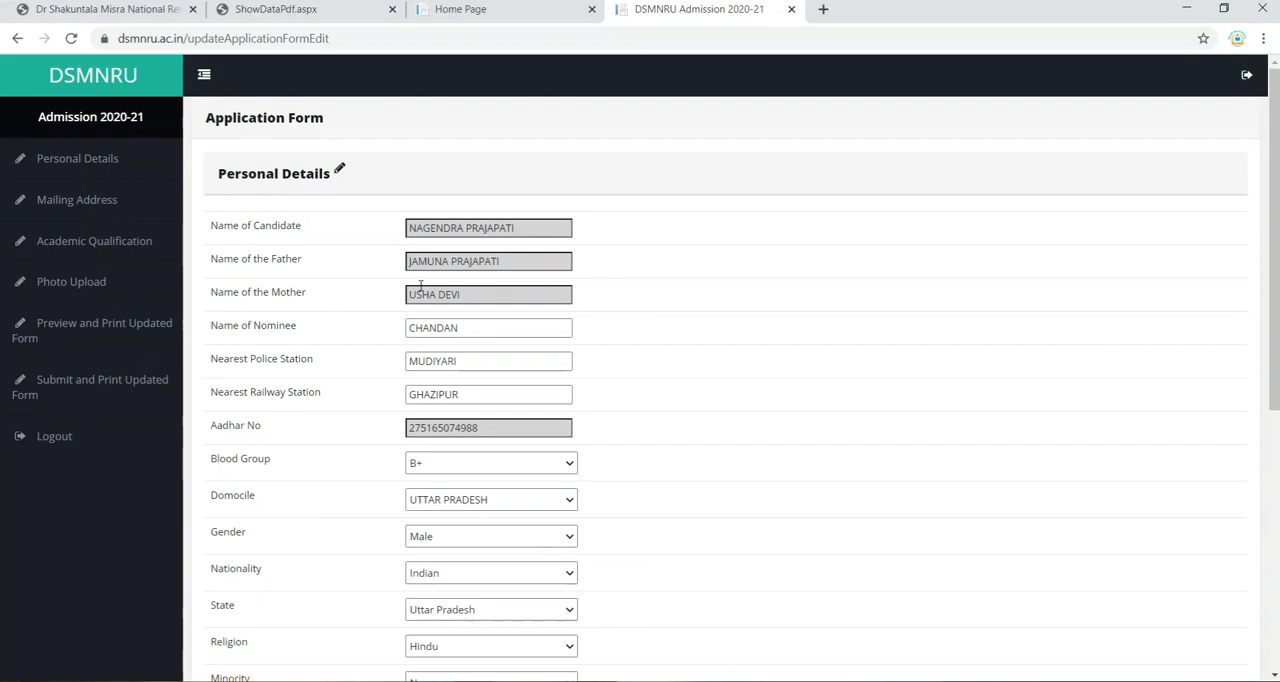 Dr Shakuntala Misra National Re
ShowDataPdf.aspx
Home Page
DSMNRU Admission 2020-21
dsmnru.ac.in/updateApplicationFormEdit
DSMNRU
Admission 2020-21
Personal Details
Mailing Address
Academic Qualification
Photo Upload
Preview and Print Updated
Form
Submit and Print Updated
Form
Logout
Application Form
Personal Details
Name of Candidate NAGENDRA PRAJAPATI
Name of the Father JAMUNA PRAJAPATI
Name of the Mother USHA DEVI
Name of Nominee CHANDAN
Nearest Police Station MUDIYARI
Nearest Railway Station GHAZIPUR
Aadhar No 275165074988
Blood Group B+
Domicile UTTAR PRADESH
Gender Male
Nationality Indian
State Uttar Pradesh
Religion Hindu
Minority